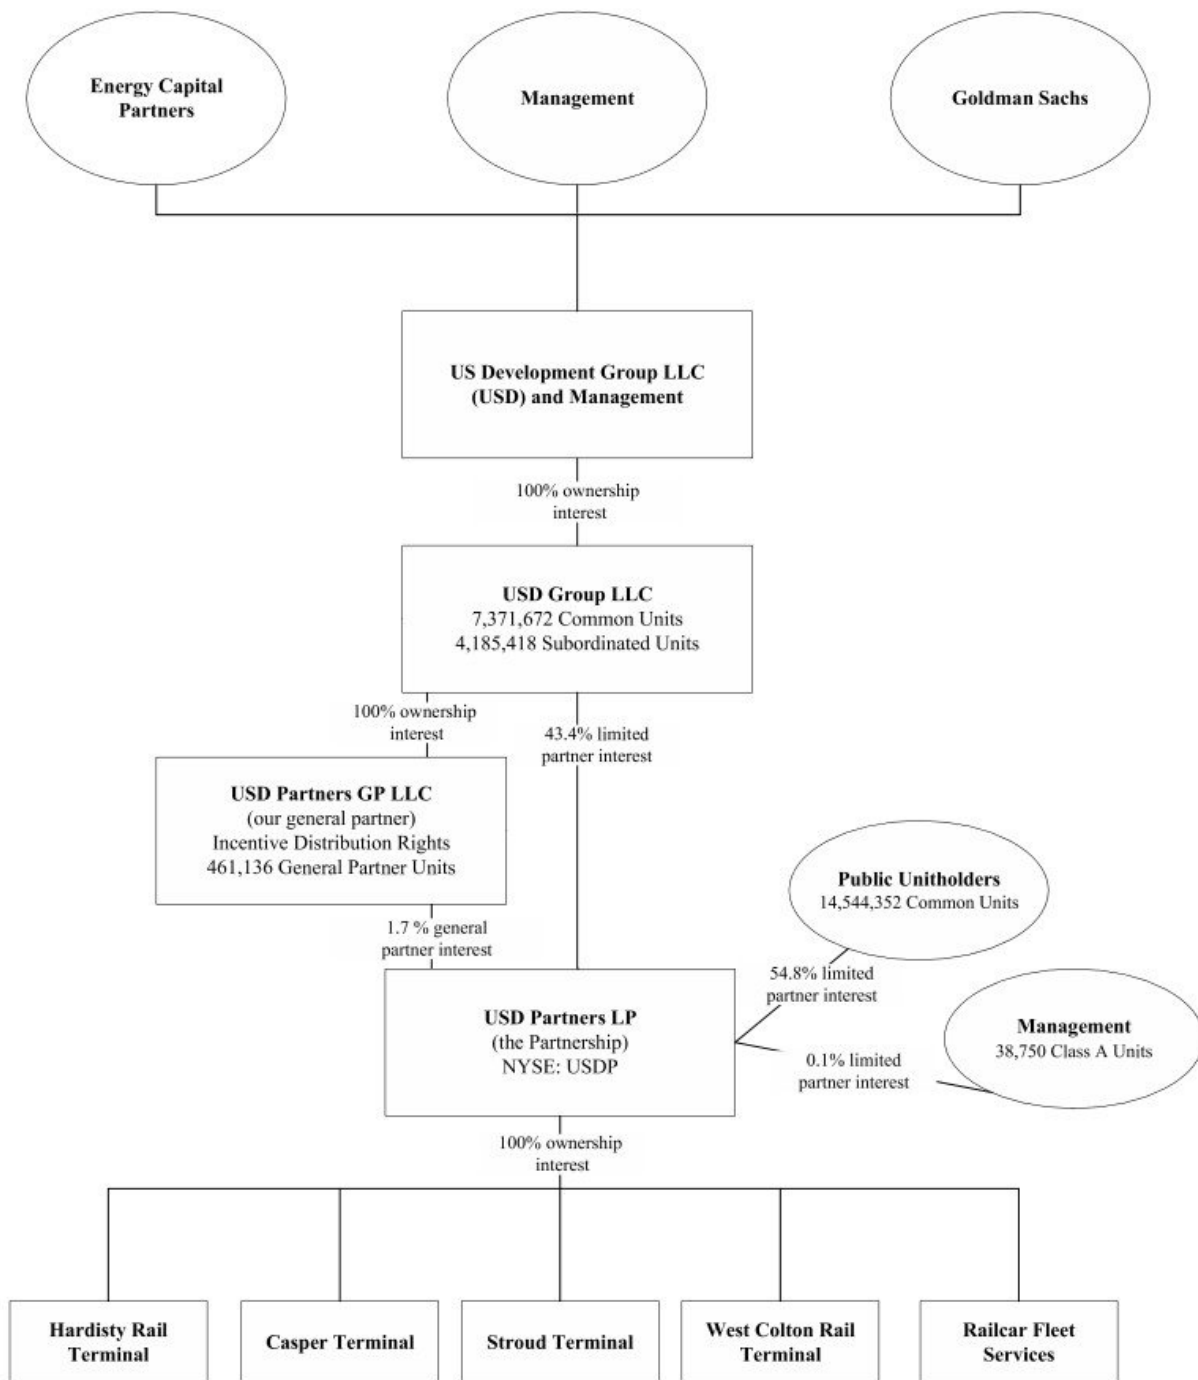 Energy Capital
Partners
Management
Goldman Sachs
US Development Group LLC
(USD) and Management
100% ownership
interest
USD Group LLC
7,371,672 Common Units
4,185,418 Subordinated Units
100% ownership
interest
43.4% limited
partner interest
USD Partners GP LLC
(our general partner)
Incentive Distribution Rights
461,136 General Partner Units
Public Unitholders
14,544,352 Common Units
1.7 % general
partner interest
54.8% limited
partner interest
USD Partners LP
(the Partnership)
NYSE: USDP
Management
38,750 Class A Units
0.1% limited
partner interest
100% ownership
interest
Hardisty Rail
Terminal
Casper Terminal
Stroud Terminal
West Colton Rail
Terminal
Railcar Fleet
Services